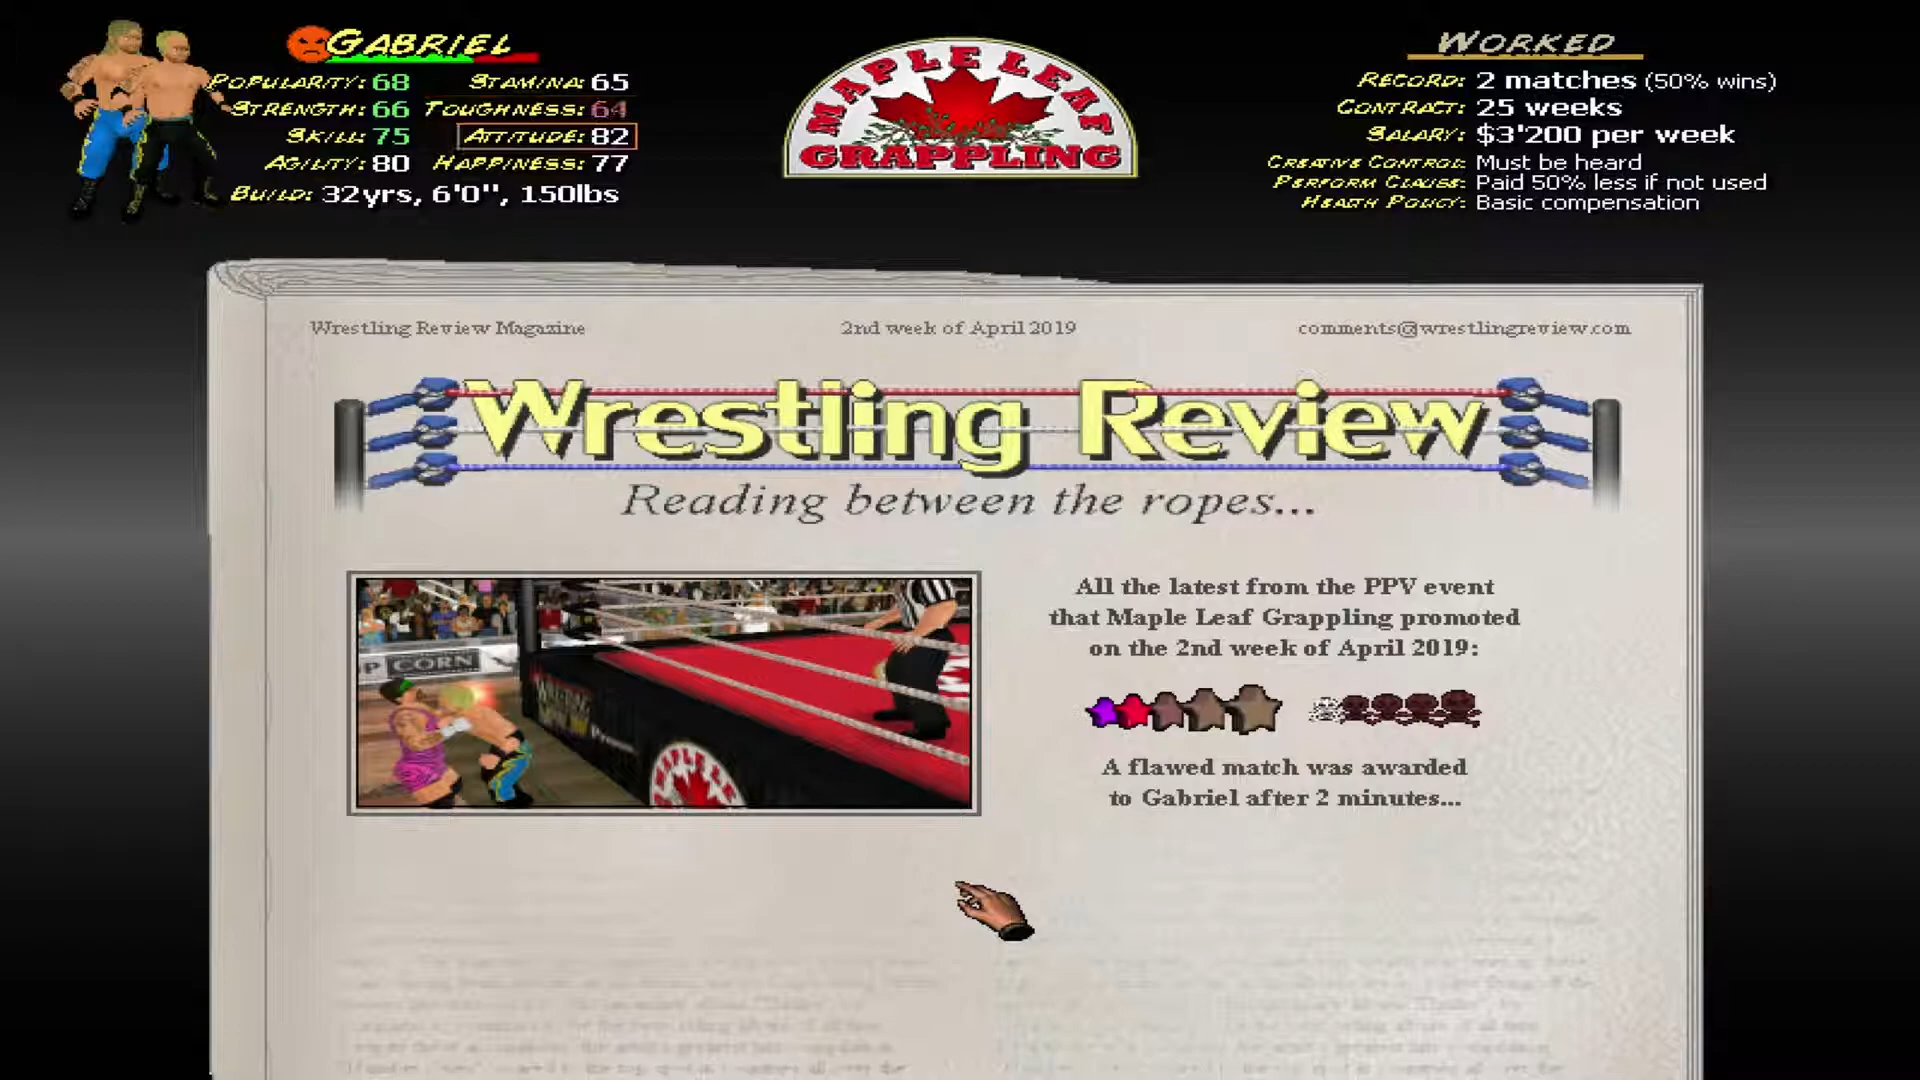 GABRIEL
POPULARITY: 68 STAMINA: 65
STRENGTH: 66 TOUGHNESS: 64
SKILL: 75 ATTITUDE: 82
AGILITY: 80 HAPPINESS: 77
BUILD: 32yrs, 6'0", 150lbs
MAPLE LEAF
GRAPPLING
WORKED
RECORD: 2 matches (50% wins)
CONTRACT: 25 weeks
SALARY: $3'200 per week
CREATIVE CONTROL: Must be heard
PERFORM CLAUSE: Paid 50% less if not used
HEALTH POLICY: Basic compensation
Wrestling Review Magazine 2nd week of April 2019 comments@wrestlingreview.com
Wrestling Review
Reading between the ropes...
P CORN
MAPLE LEAF
All the latest from the PPV event
that Maple Leaf Grappling promoted
on the 2nd week of April 2019:
A flawed match was awarded
to Gabriel after 2 minutes...